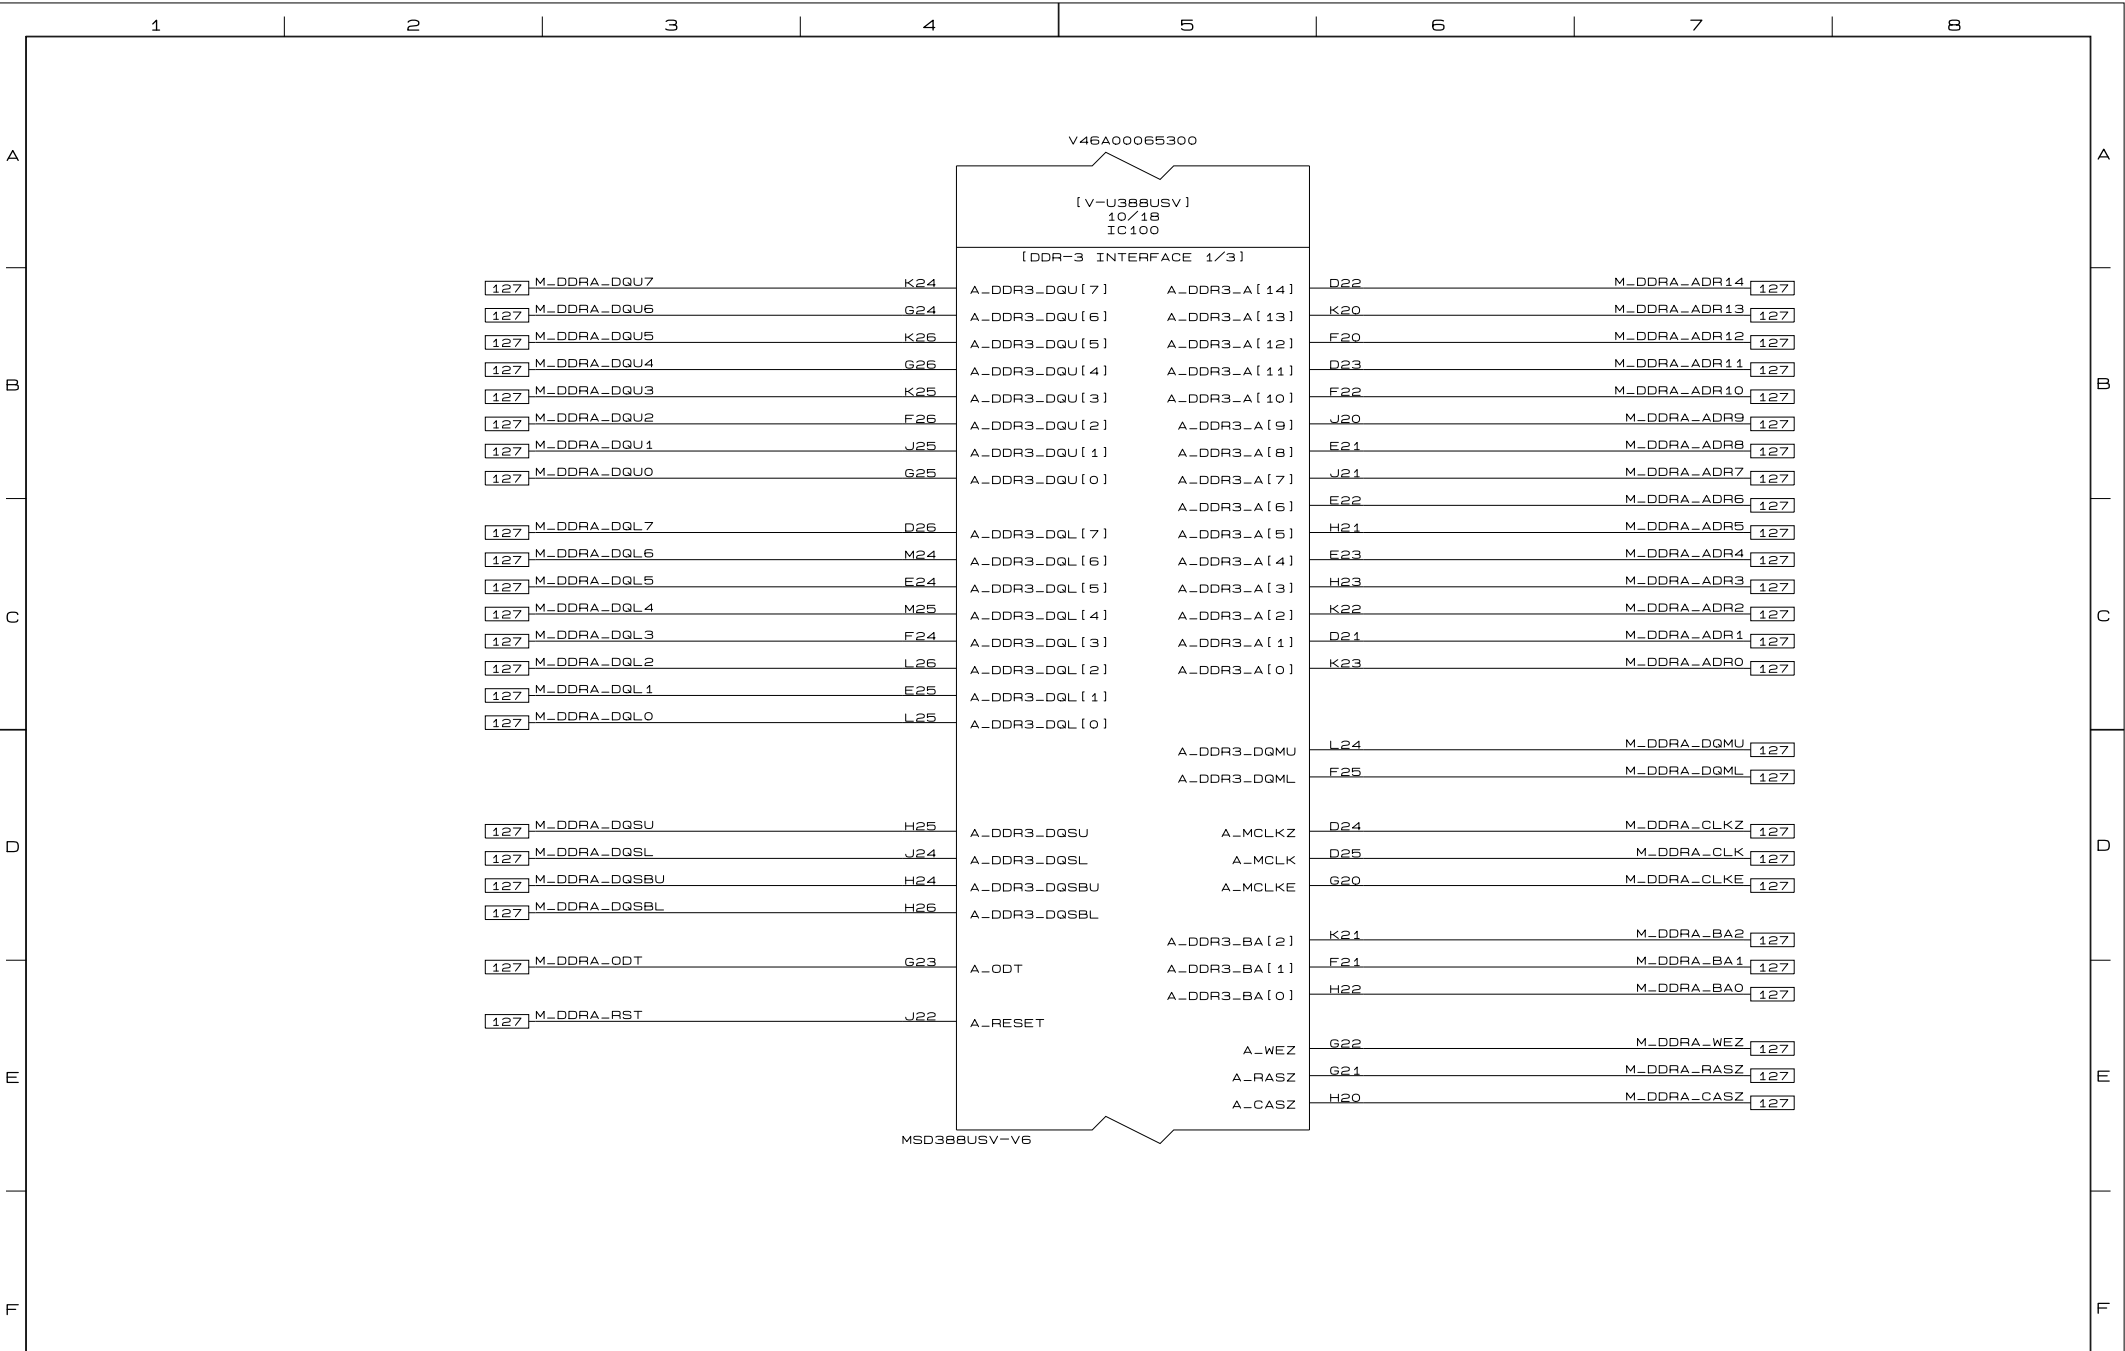 1 2 3 4 5 6 7 8
V46A00065300
A A
[V-U388USV]
10/18
IC100
[DDR-3 INTERFACE 1/3]
127 M_DDRA_DQU7 K24 A_DDR3_DQU[7] A_DDR3_A[14] D22 M_DDRA_ADR14 127
127 M_DDRA_DQU6 G24 A_DDR3_DQU[6] A_DDR3_A[13] K20 M_DDRA_ADR13 127
127 M_DDRA_DQU5 K26 A_DDR3_DQU[5] A_DDR3_A[12] F20 M_DDRA_ADR12 127
127 M_DDRA_DQU4 G26 A_DDR3_DQU[4] A_DDR3_A[11] D23 M_DDRA_ADR11 127
B B
127 M_DDRA_DQU3 K25 A_DDR3_DQU[3] A_DDR3_A[10] F22 M_DDRA_ADR10 127
127 M_DDRA_DQU2 F26 A_DDR3_DQU[2] A_DDR3_A[9] J20 M_DDRA_ADR9 127
127 M_DDRA_DQU1 J25 A_DDR3_DQU[1] A_DDR3_A[8] E21 M_DDRA_ADR8 127
127 M_DDRA_DQU0 G25 A_DDR3_DQU[0] A_DDR3_A[7] J21 M_DDRA_ADR7 127
A_DDR3_A[6] E22 M_DDRA_ADR6 127
127 M_DDRA_DQL7 D26 A_DDR3_DQL[7] A_DDR3_A[5] H21 M_DDRA_ADR5 127
127 M_DDRA_DQL6 M24 A_DDR3_DQL[6] A_DDR3_A[4] E23 M_DDRA_ADR4 127
127 M_DDRA_DQL5 E24 A_DDR3_DQL[5] A_DDR3_A[3] H23 M_DDRA_ADR3 127
127 M_DDRA_DQL4 M25 A_DDR3_DQL[4] A_DDR3_A[2] K22 M_DDRA_ADR2 127
C C
127 M_DDRA_DQL3 F24 A_DDR3_DQL[3] A_DDR3_A[1] D21 M_DDRA_ADR1 127
127 M_DDRA_DQL2 L26 A_DDR3_DQL[2] A_DDR3_A[0] K23 M_DDRA_ADR0 127
127 M_DDRA_DQL1 E25 A_DDR3_DQL[1]
127 M_DDRA_DQL0 L25 A_DDR3_DQL[0]
A_DDR3_DQMU L24 M_DDRA_DQMU 127
A_DDR3_DQML F25 M_DDRA_DQML 127
127 M_DDRA_DQSU H25 A_DDR3_DQSU A_MCLKZ D24 M_DDRA_CLKZ 127
D D
127 M_DDRA_DQSL J24 A_DDR3_DQSL A_MCLK D25 M_DDRA_CLK 127
127 M_DDRA_DQSBU H24 A_DDR3_DQSBU A_MCLKE G20 M_DDRA_CLKE 127
127 M_DDRA_DQSBL H26 A_DDR3_DQSBL
A_DDR3_BA[2] K21 M_DDRA_BA2 127
127 M_DDRA_ODT G23 A_ODT A_DDR3_BA[1] F21 M_DDRA_BA1 127
A_DDR3_BA[0] H22 M_DDRA_BA0 127
127 M_DDRA_RST J22 A_RESET
A_WEZ G22 M_DDRA_WEZ 127
E A_RASZ G21 M_DDRA_RASZ 127 E
A_CASZ H20 M_DDRA_CASZ 127
MSD388USV-V6
F F